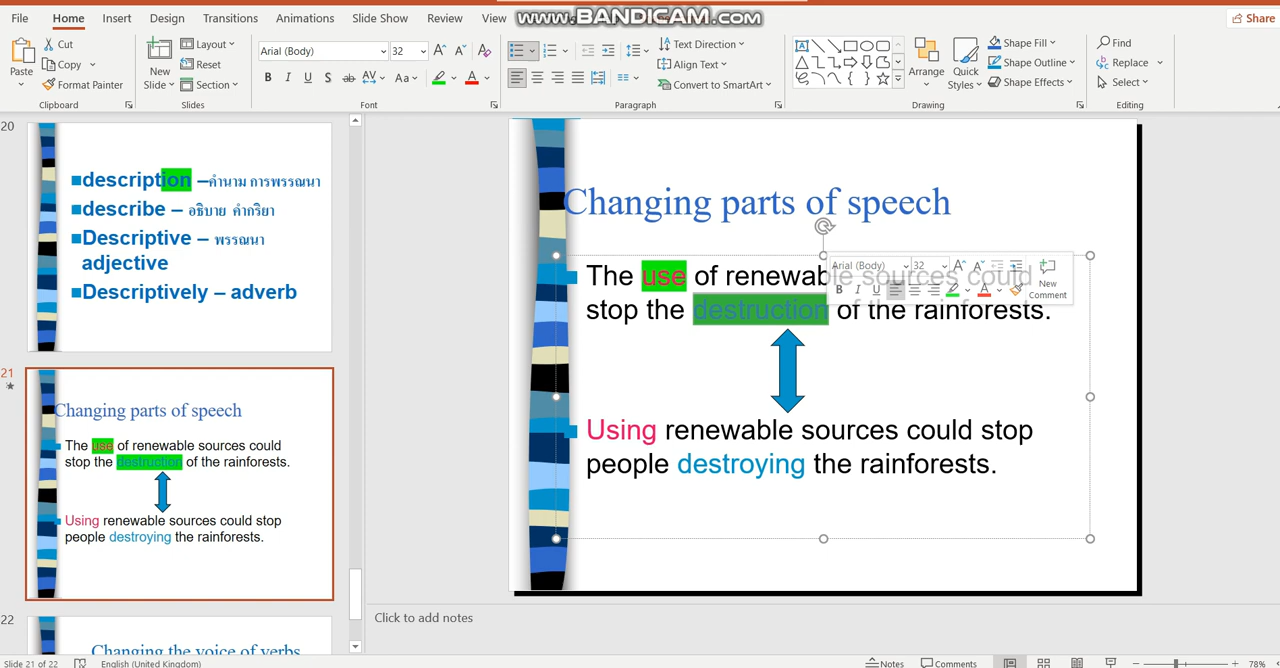 File Home Insert Design Transitions Animations Slide Show Review View www.BANDICAM.com Share
Paste Cut Copy Format Painter
New Slide Layout Reset Section
Arial (Body) 32
Text Direction Align Text Convert to SmartArt
Arrange Quick Styles Shape Fill Shape Outline Shape Effects
Find Replace Select
Clipboard Slides Font Paragraph Drawing Editing
20
description –คำนาม การพรรณนา
describe – อธิบาย คำกริยา
Descriptive – พรรณนา
adjective
Descriptively – adverb
21
Changing parts of speech
The use of renewable sources could
stop the destruction of the rainforests.
Using renewable sources could stop
people destroying the rainforests.
22
Changing the voice of verbs
Changing parts of speech
The use of renewable sources could
stop the destruction of the rainforests.
Using renewable sources could stop
people destroying the rainforests.
Arial (Body) 32
New
Comment
Click to add notes
Slide 21 of 22 English (United Kingdom) Notes Comments 78%